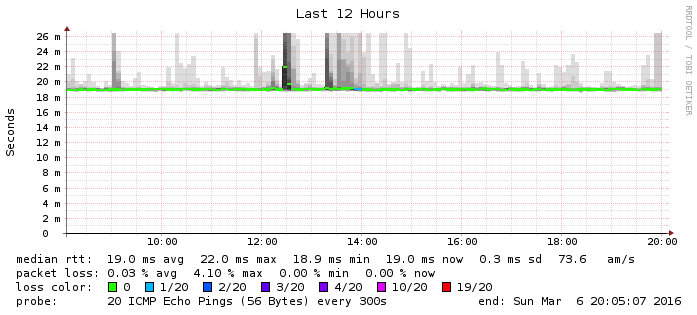 Last 12 Hours
RRDTOOL / TOBI OETIKER
Seconds
26 m
24 m
22 m
20 m
18 m
16 m
14 m
12 m
10 m
8 m
6 m
4 m
2 m
0
10:00 12:00 14:00 16:00 18:00 20:00
median rtt: 19.0 ms avg 22.0 ms max 18.9 ms min 19.0 ms now 0.3 ms sd 73.6 am/s
packet loss: 0.03 % avg 4.10 % max 0.00 % min 0.00 % now
loss color: 0 1/20 2/20 3/20 4/20 10/20 19/20
probe: 20 ICMP Echo Pings (56 Bytes) every 300s end: Sun Mar 6 20:05:07 2016